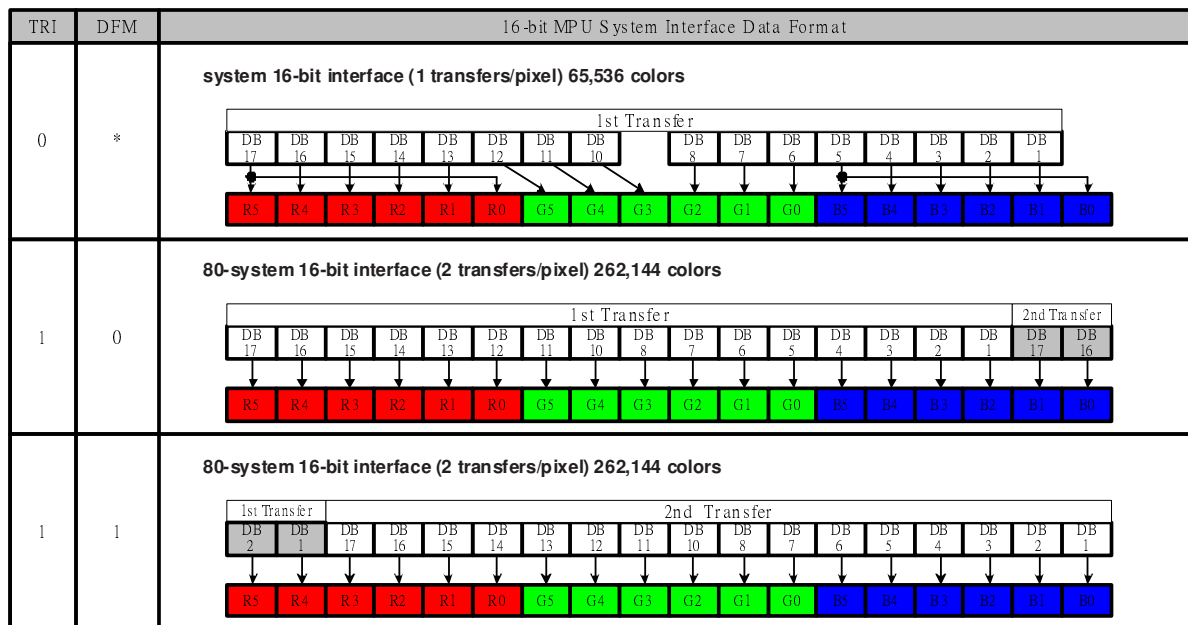 TRI DFM 16-bit MPU System Interface Data Format
system 16-bit interface (1 transfers/pixel) 65,536 colors
0 *
1st Transfer
DB 17 DB 16 DB 15 DB 14 DB 13 DB 12 DB 11 DB 10 DB 8 DB 7 DB 6 DB 5 DB 4 DB 3 DB 2 DB 1
R5 R4 R3 R2 R1 R0 G5 G4 G3 G2 G1 G0 B5 B4 B3 B2 B1 B0
80-system 16-bit interface (2 transfers/pixel) 262,144 colors
1 0
1st Transfer 2nd Transfer
DB 17 DB 16 DB 15 DB 14 DB 13 DB 12 DB 11 DB 10 DB 8 DB 7 DB 6 DB 5 DB 4 DB 3 DB 2 DB 1 DB 17 DB 16
R5 R4 R3 R2 R1 R0 G5 G4 G3 G2 G1 G0 B5 B4 B3 B2 B1 B0
80-system 16-bit interface (2 transfers/pixel) 262,144 colors
1 1
1st Transfer 2nd Transfer
DB 2 DB 1 DB 17 DB 16 DB 15 DB 14 DB 13 DB 12 DB 11 DB 10 DB 8 DB 7 DB 6 DB 5 DB 4 DB 3 DB 2 DB 1
R5 R4 R3 R2 R1 R0 G5 G4 G3 G2 G1 G0 B5 B4 B3 B2 B1 B0